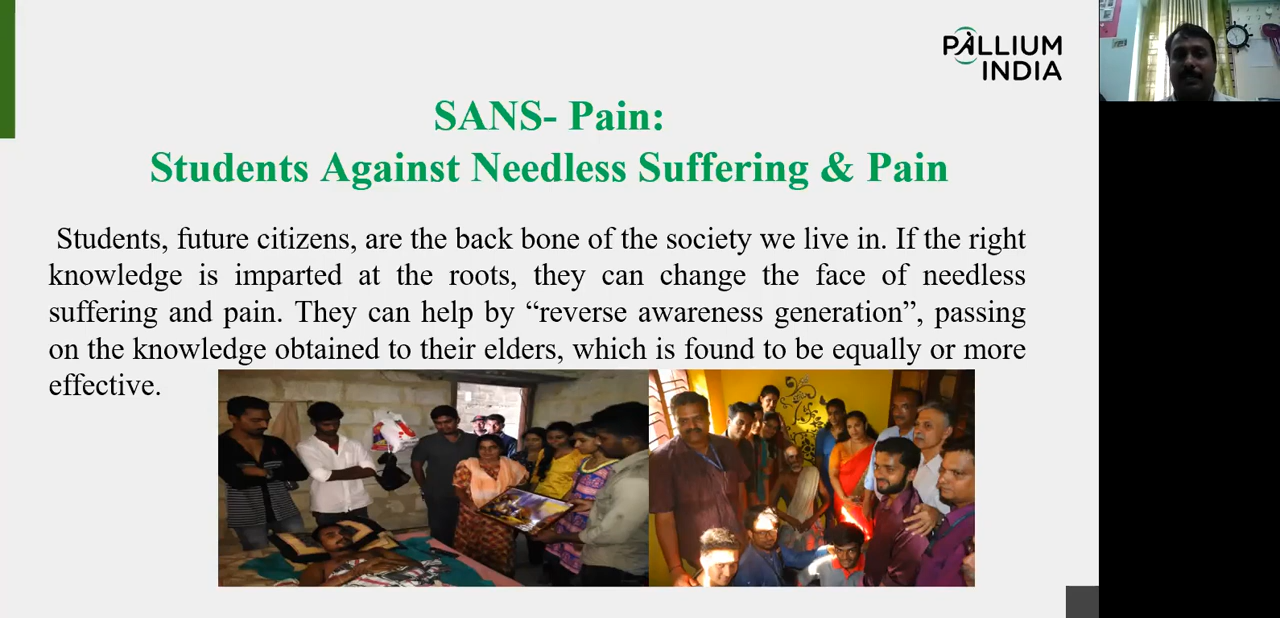 PALLIUM
INDIA
SANS- Pain:
Students Against Needless Suffering & Pain
Students, future citizens, are the back bone of the society we live in. If the right
knowledge is imparted at the roots, they can change the face of needless
suffering and pain. They can help by “reverse awareness generation”, passing
on the knowledge obtained to their elders, which is found to be equally or more
effective.